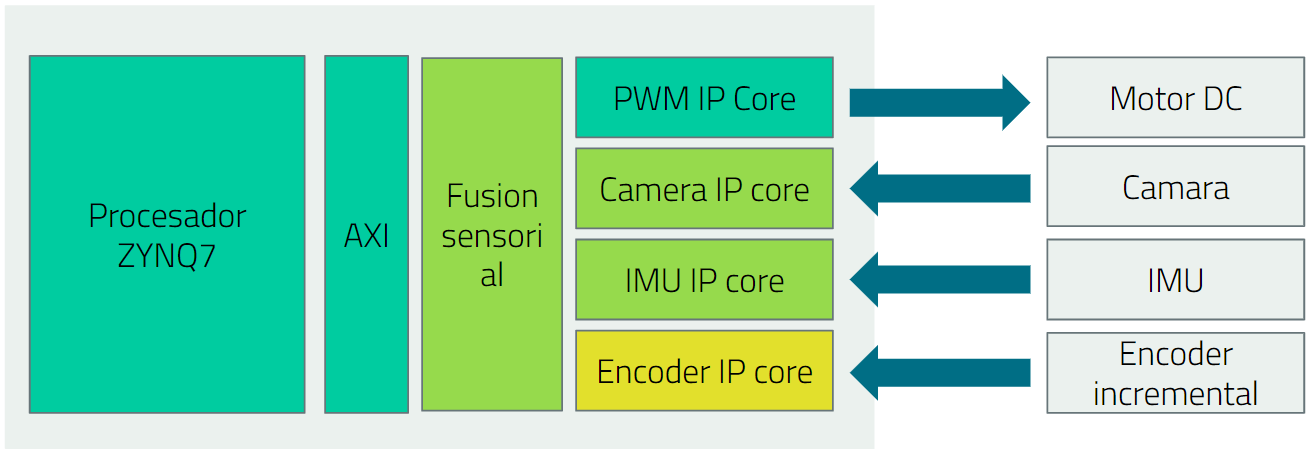 Procesador
ZYNQ7
AXI
Fusion
sensori
al
PWM IP Core
Camera IP core
IMU IP core
Encoder IP core
Motor DC
Camara
IMU
Encoder
incremental